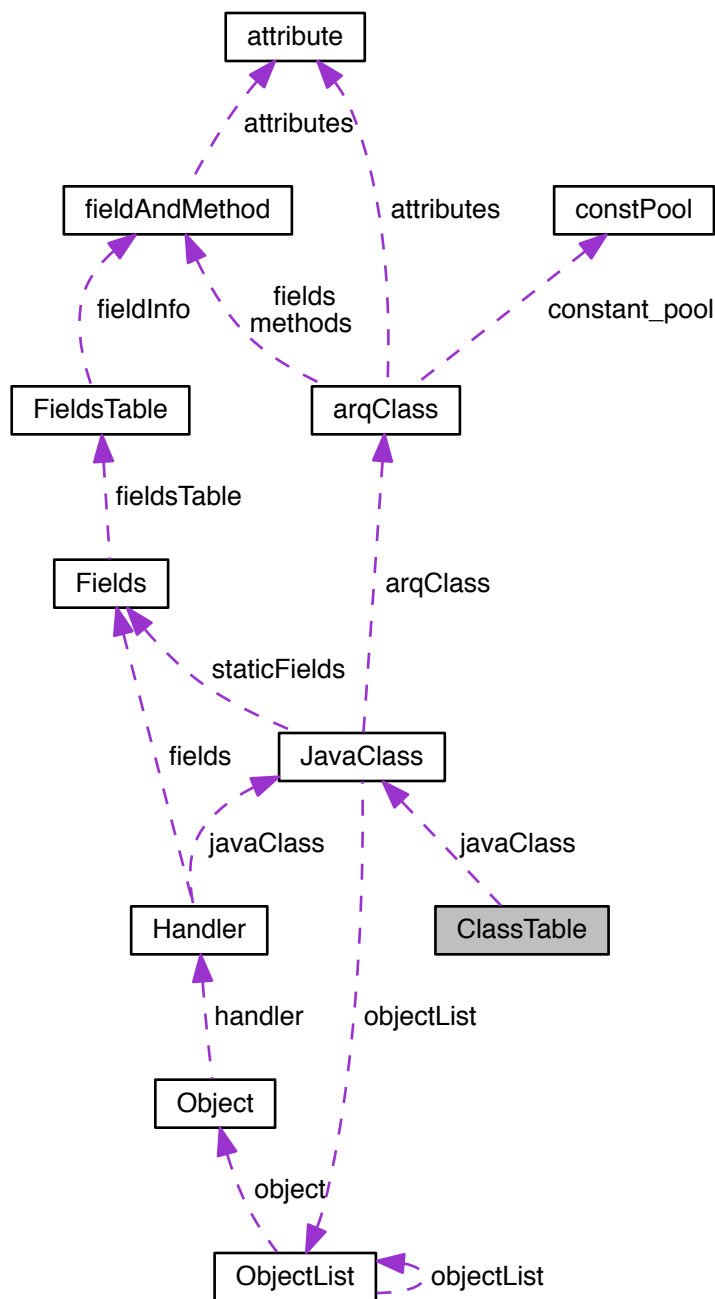 attribute
attributes
fieldAndMethod
attributes
constPool
fieldInfo
fields
methods
constant_pool
FieldsTable
arqClass
fieldsTable
Fields
arqClass
staticFields
fields
JavaClass
javaClass
javaClass
Handler
ClassTable
handler
objectList
Object
object
ObjectList
objectList